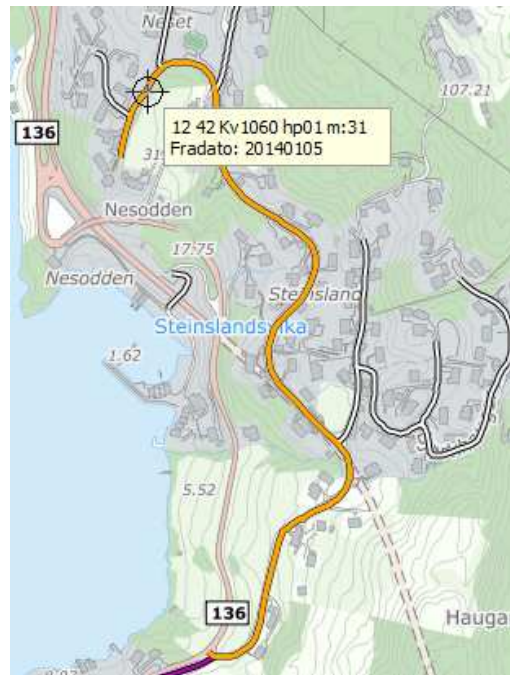 Neset
107.21
136
12 42 Kv1060 hp01 m:31
Fradato: 20140105
Nesodden
17.75
Nesodden
Steinsland
Steinslandsvika
1.62
5.52
136
Hauga